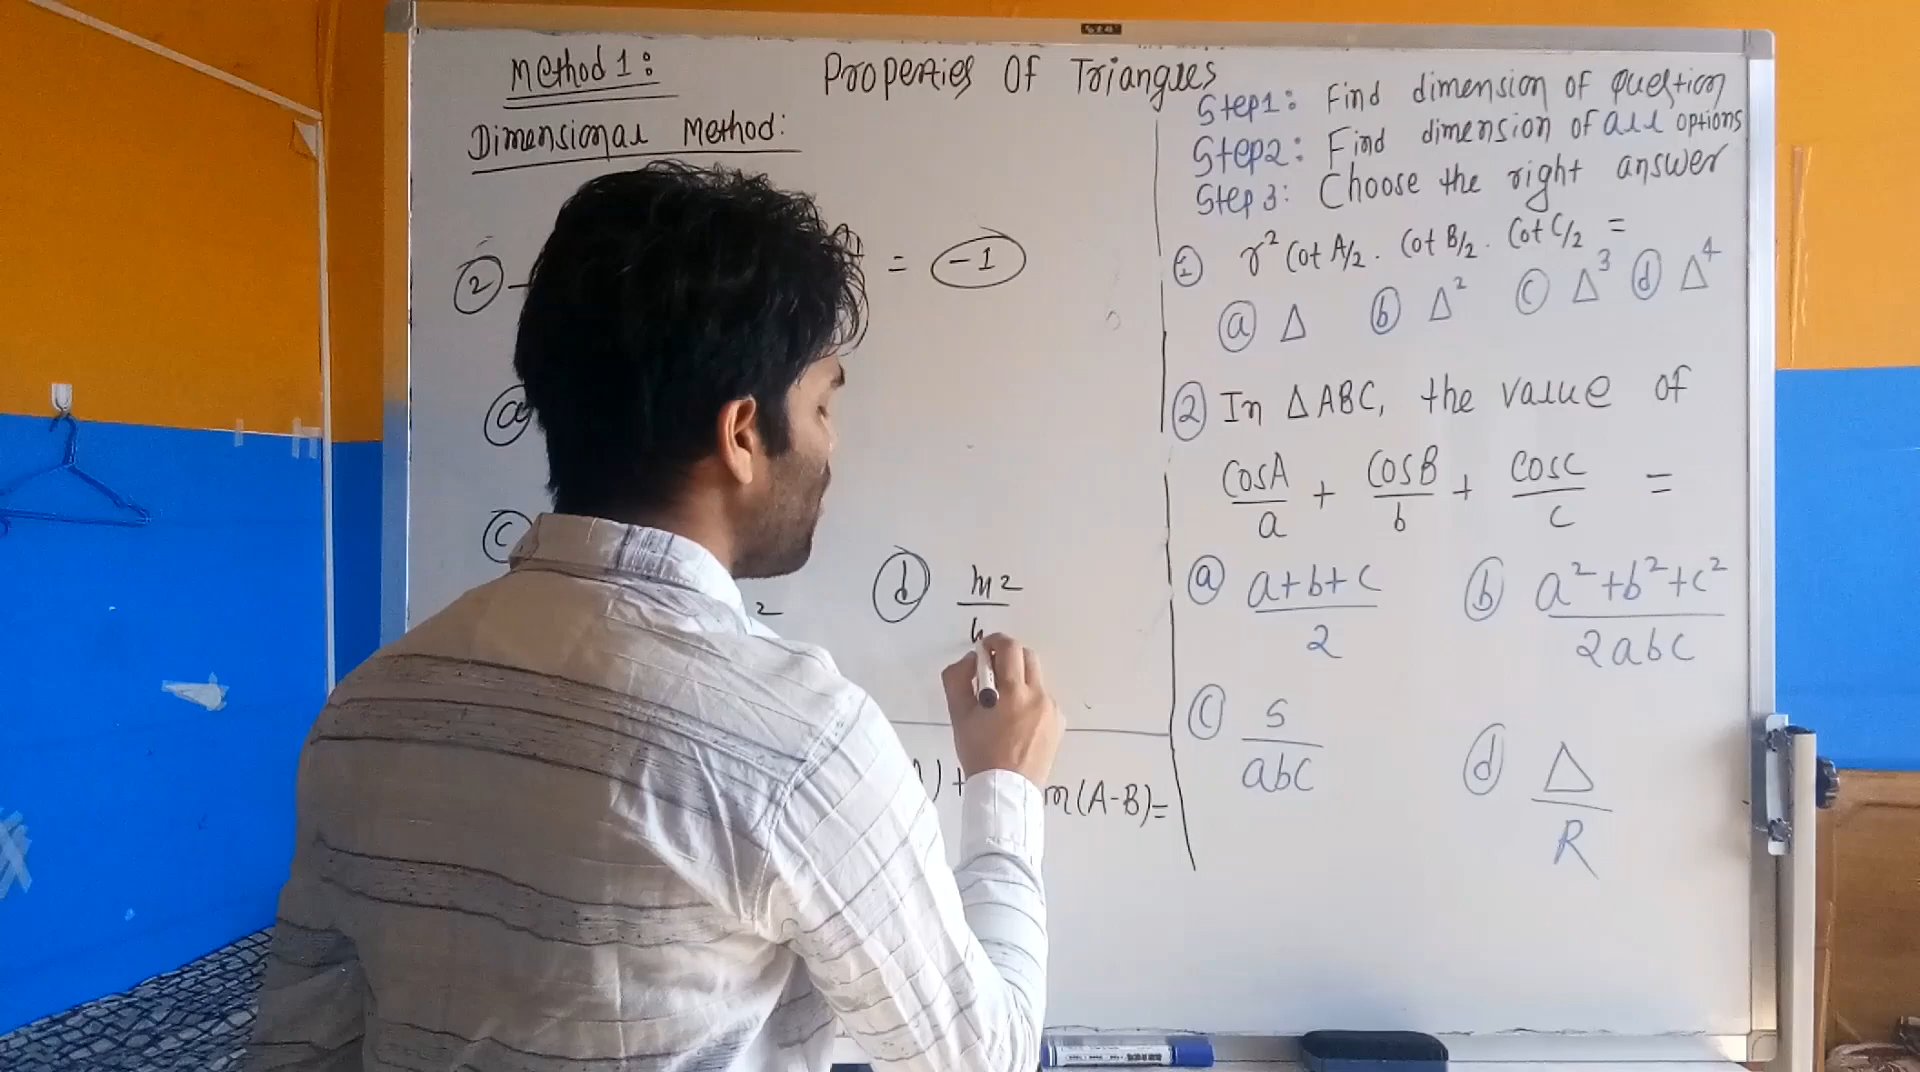 Method 1:
Properties Of Triangles
Dimensional Method:
② -
= -1
ⓐ
ⓒ
2
ⓓ m2
) +
n(A-B)=
Step1: Find dimension of question
Step2: Find dimension of all options
Step 3: Choose the right answer
① r² Cot A/2 . Cot B/2 . Cot C/2 =
ⓐ Δ ⓑ Δ² ⓒ Δ³ ⓓ Δ⁴
② In ΔABC, the value of
CosA/a + CosB/b + CosC/c =
ⓐ a+b+c/2 ⓑ a²+b²+c²/2abc
ⓒ s/abc ⓓ Δ/R